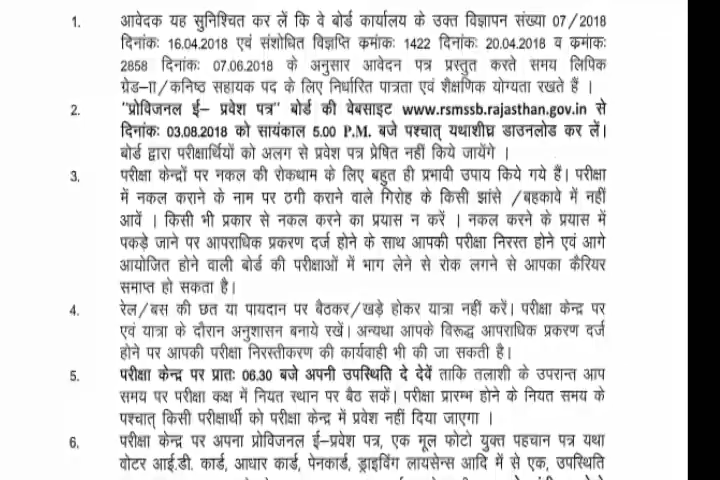 1. आवेदक यह सुनिश्चित कर लें कि वे बोर्ड कार्यालय के उक्त विज्ञापन संख्या 07/2018
दिनांकः 16.04.2018 एवं संशोधित विज्ञप्ति क्रमांकः 1422 दिनांकः 20.04.2018 व क्रमांकः
2858 दिनांकः 07.06.2018 के अनुसार आवेदन पत्र प्रस्तुत करते समय लिपिक
ग्रेड-II/कनिष्ठ सहायक पद के लिए निर्धारित पात्रता एवं शैक्षणिक योग्यता रखते हैं ।
2. "प्रोविजनल ई- प्रवेश पत्र" बोर्ड की वेबसाइट www.rsmssb.rajasthan.gov.in से
दिनांकः 03.08.2018 को सायंकाल 5.00 P.M. बजे पश्चात् यथाशीघ्र डाउनलोड कर लें।
बोर्ड द्वारा परीक्षार्थियों को अलग से प्रवेश पत्र प्रेषित नहीं किये जायेंगे ।
3. परीक्षा केन्द्रों पर नकल की रोकथाम के लिए बहुत ही प्रभावी उपाय किये गये हैं। परीक्षा
में नकल कराने के नाम पर ठगी कराने वाले गिरोह के किसी झांसे /बहकावे में नहीं
आवें । किसी भी प्रकार से नकल करने का प्रयास न करें । नकल करने के प्रयास में
पकड़े जाने पर आपराधिक प्रकरण दर्ज होने के साथ आपकी परीक्षा निरस्त होने एवं आगे
आयोजित होने वाली बोर्ड की परीक्षाओं में भाग लेने से रोक लगने से आपका कैरियर
समाप्त हो सकता है।
4. रेल/बस की छत या पायदान पर बैठकर/खड़े होकर यात्रा नहीं करें। परीक्षा केन्द्र पर
एवं यात्रा के दौरान अनुशासन बनाये रखें। अन्यथा आपके विरूद्ध आपराधिक प्रकरण दर्ज
होने पर आपकी परीक्षा निरस्तीकरण की कार्यवाही भी की जा सकती है।
5. परीक्षा केन्द्र पर प्रातः 06.30 बजे अपनी उपस्थिति दे देवें ताकि तलाशी के उपरान्त आप
समय पर परीक्षा कक्ष में नियत स्थान पर बैठ सकें। परीक्षा प्रारम्भ होने के नियत समय के
पश्चात् किसी परीक्षार्थी को परीक्षा केन्द्र में प्रवेश नहीं दिया जाएगा ।
6. परीक्षा केन्द्र पर अपना प्रोविजनल ई-प्रवेश पत्र, एक मूल फोटो युक्त पहचान पत्र यथा
वोटर आई.डी. कार्ड, आधार कार्ड, पेनकार्ड, ड्राइविंग लायसेन्स आदि में से एक, उपस्थिति